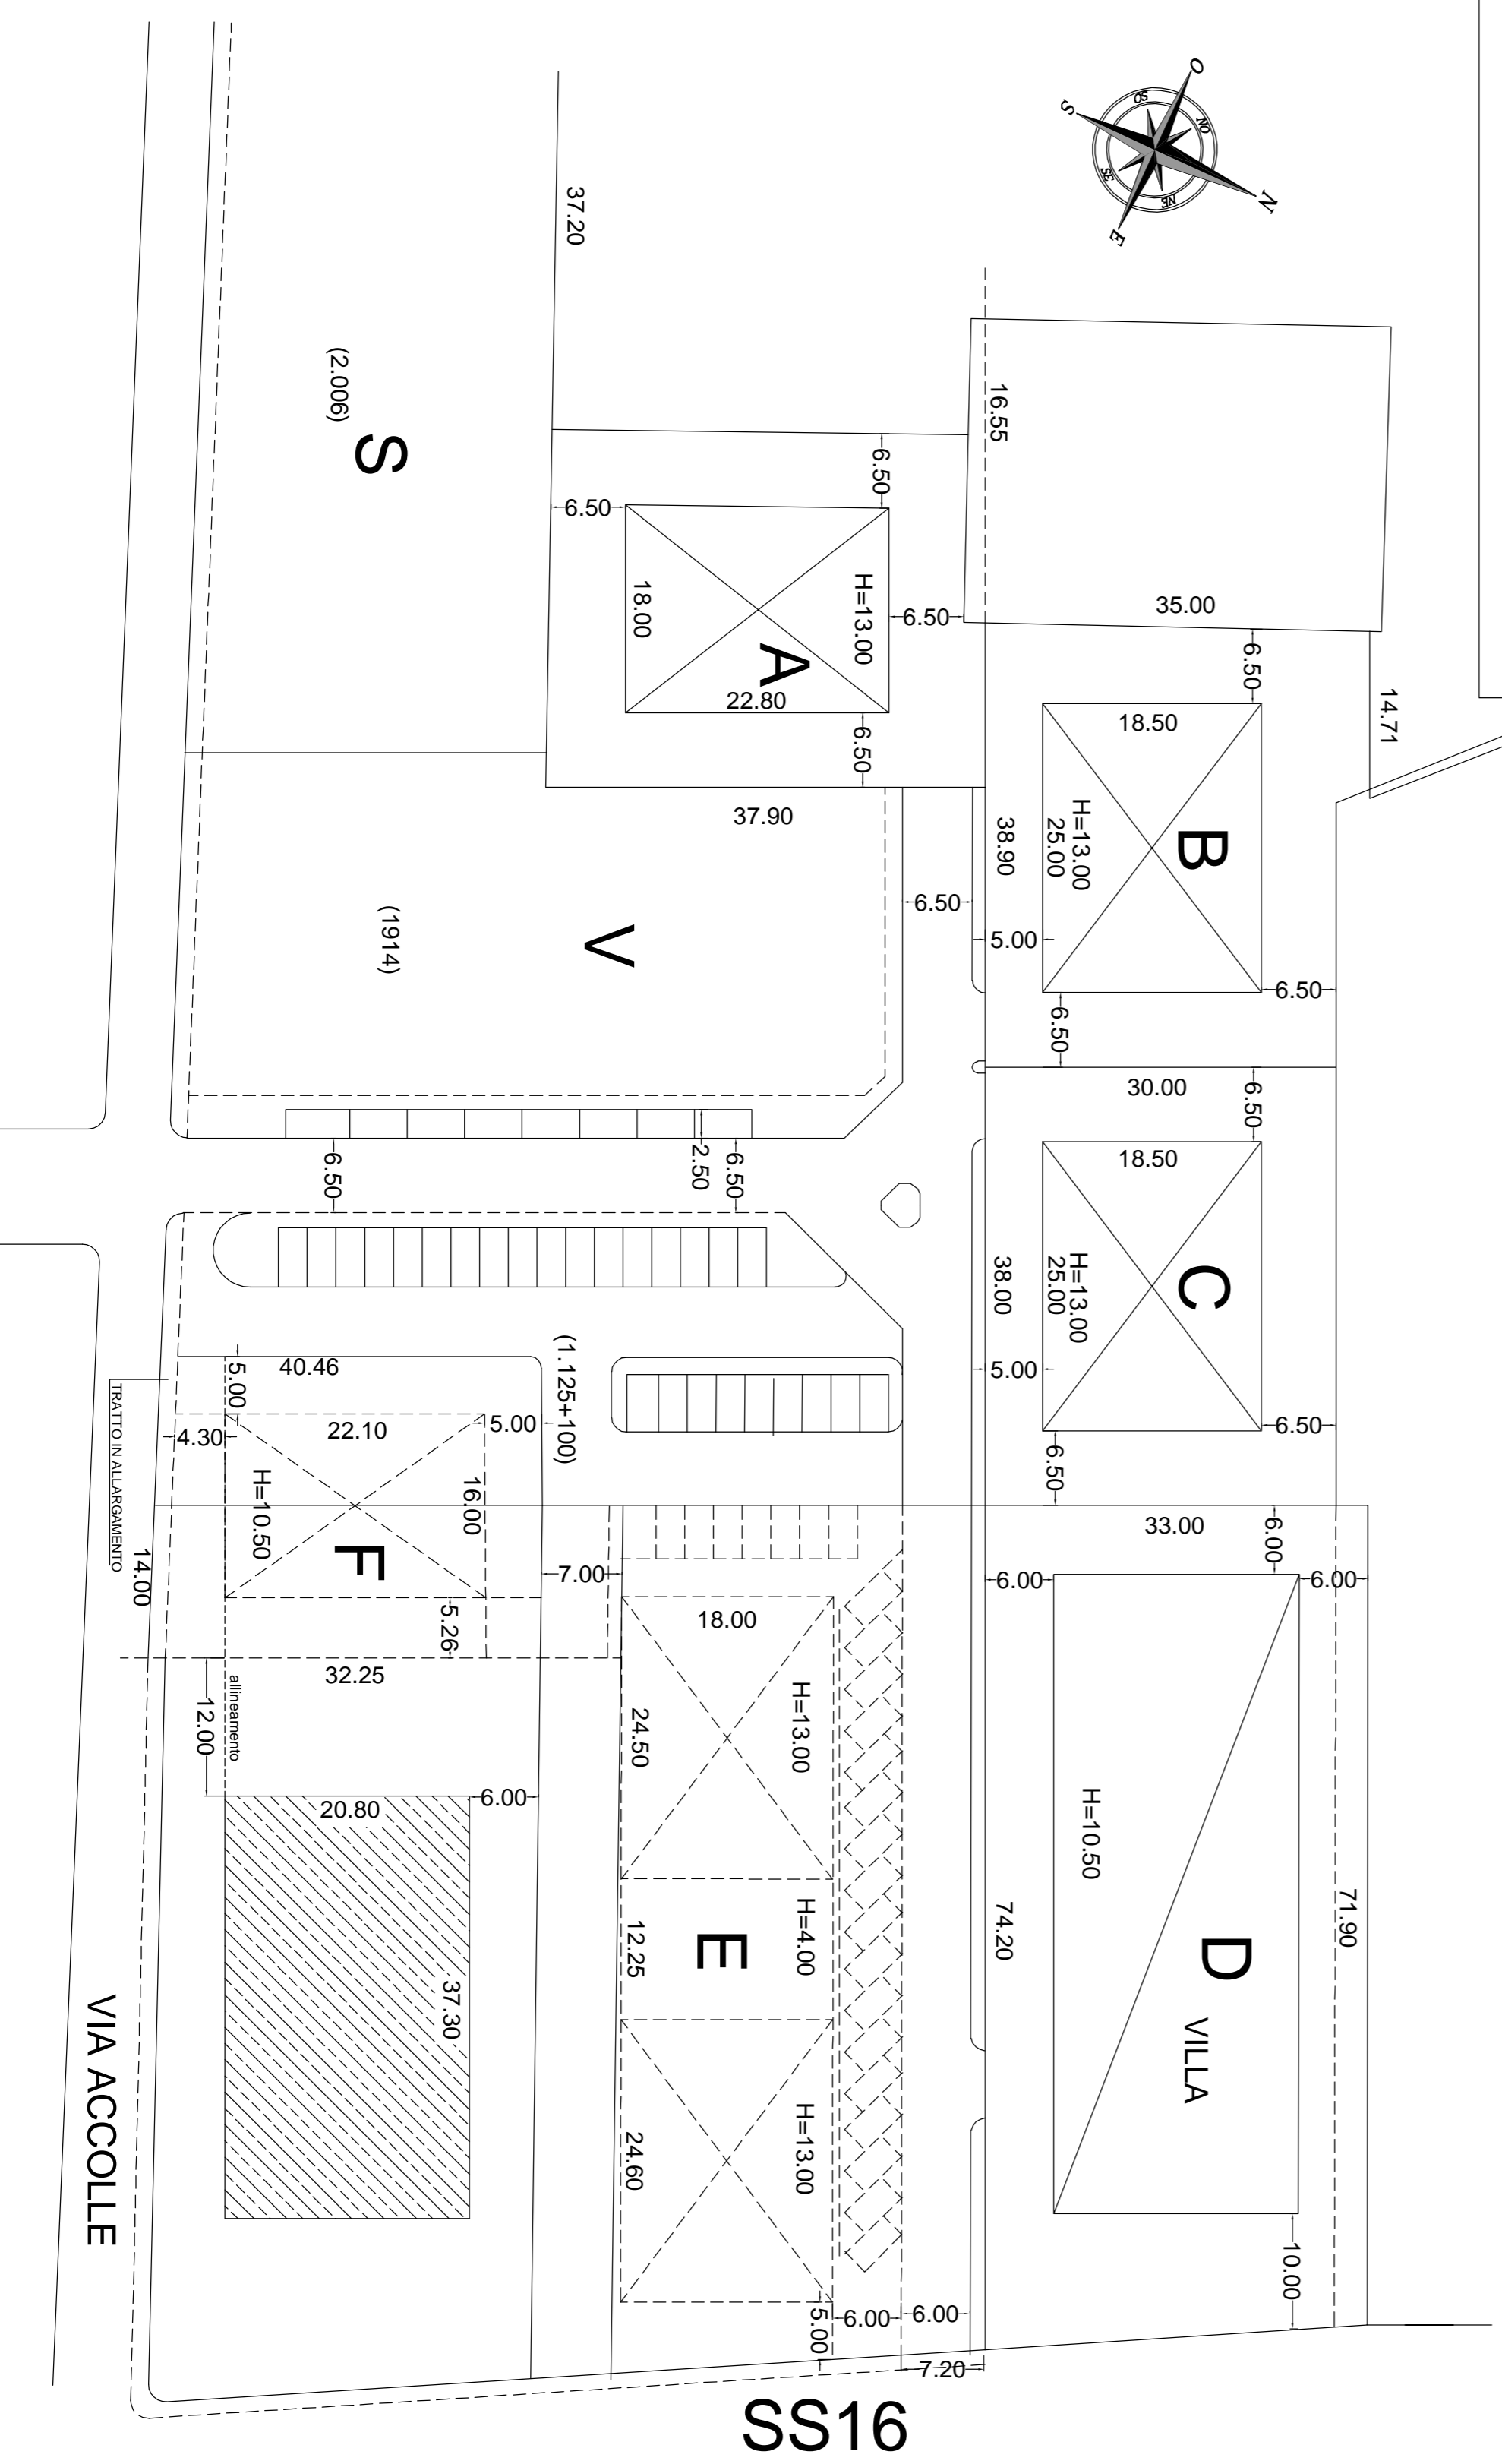 O
SO
NO
S
N
SE
NE
E
37.20
(2.006)
S
16.55
6.50
6.50
18.00
H=13.00
A
22.80
6.50
6.50
35.00
6.50
14.71
18.50
B
H=13.00
25.00
38.90
6.50
5.00
6.50
6.50
37.90
V
(1914)
6.50
2.50
6.50
30.00
6.50
18.50
C
H=13.00
25.00
38.00
5.00
6.50
6.50
(1.125+100)
40.46
5.00
5.00
22.10
4.30
16.00
H=10.50
F
TRATTO IN ALLARGAMENTO
14.00
7.00
5.26
32.25
allineamento
12.00
20.80
6.00
37.30
18.00
H=13.00
24.50
H=4.00
12.25
E
H=13.00
24.60
33.00
6.00
6.00
6.00
H=10.50
D
VILLA
71.90
74.20
10.00
5.00
6.00
6.00
7.20
VIA ACCOLLE
SS16